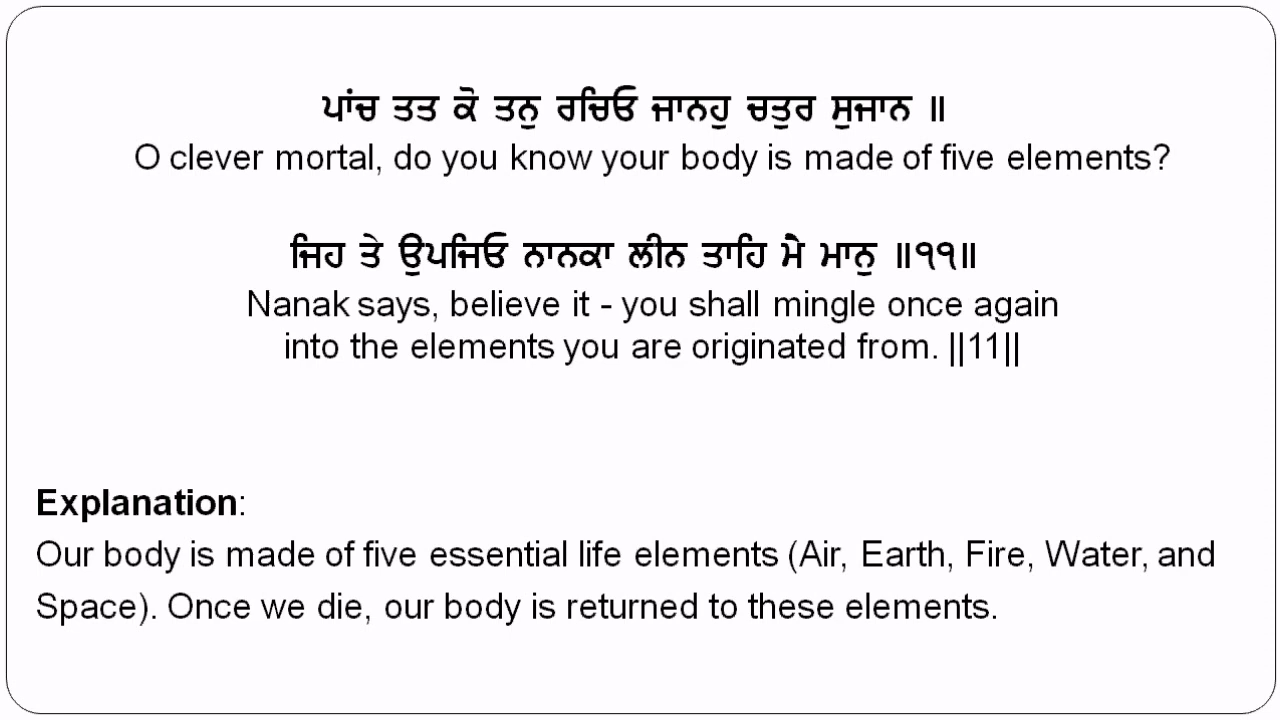 ਪਾਂਚ ਤਤ ਕੋ ਤਨੁ ਰਚਿਓ ਜਾਨਹੁ ਚਤੁਰ ਸੁਜਾਨ ॥
O clever mortal, do you know your body is made of five elements?
ਜਿਹ ਤੇ ਉਪਜਿਓ ਨਾਨਕਾ ਲੀਨ ਤਾਹਿ ਮੈ ਮਾਨੁ ॥੧੧॥
Nanak says, believe it - you shall mingle once again
into the elements you are originated from. ||11||
Explanation:
Our body is made of five essential life elements (Air, Earth, Fire, Water, and
Space). Once we die, our body is returned to these elements.